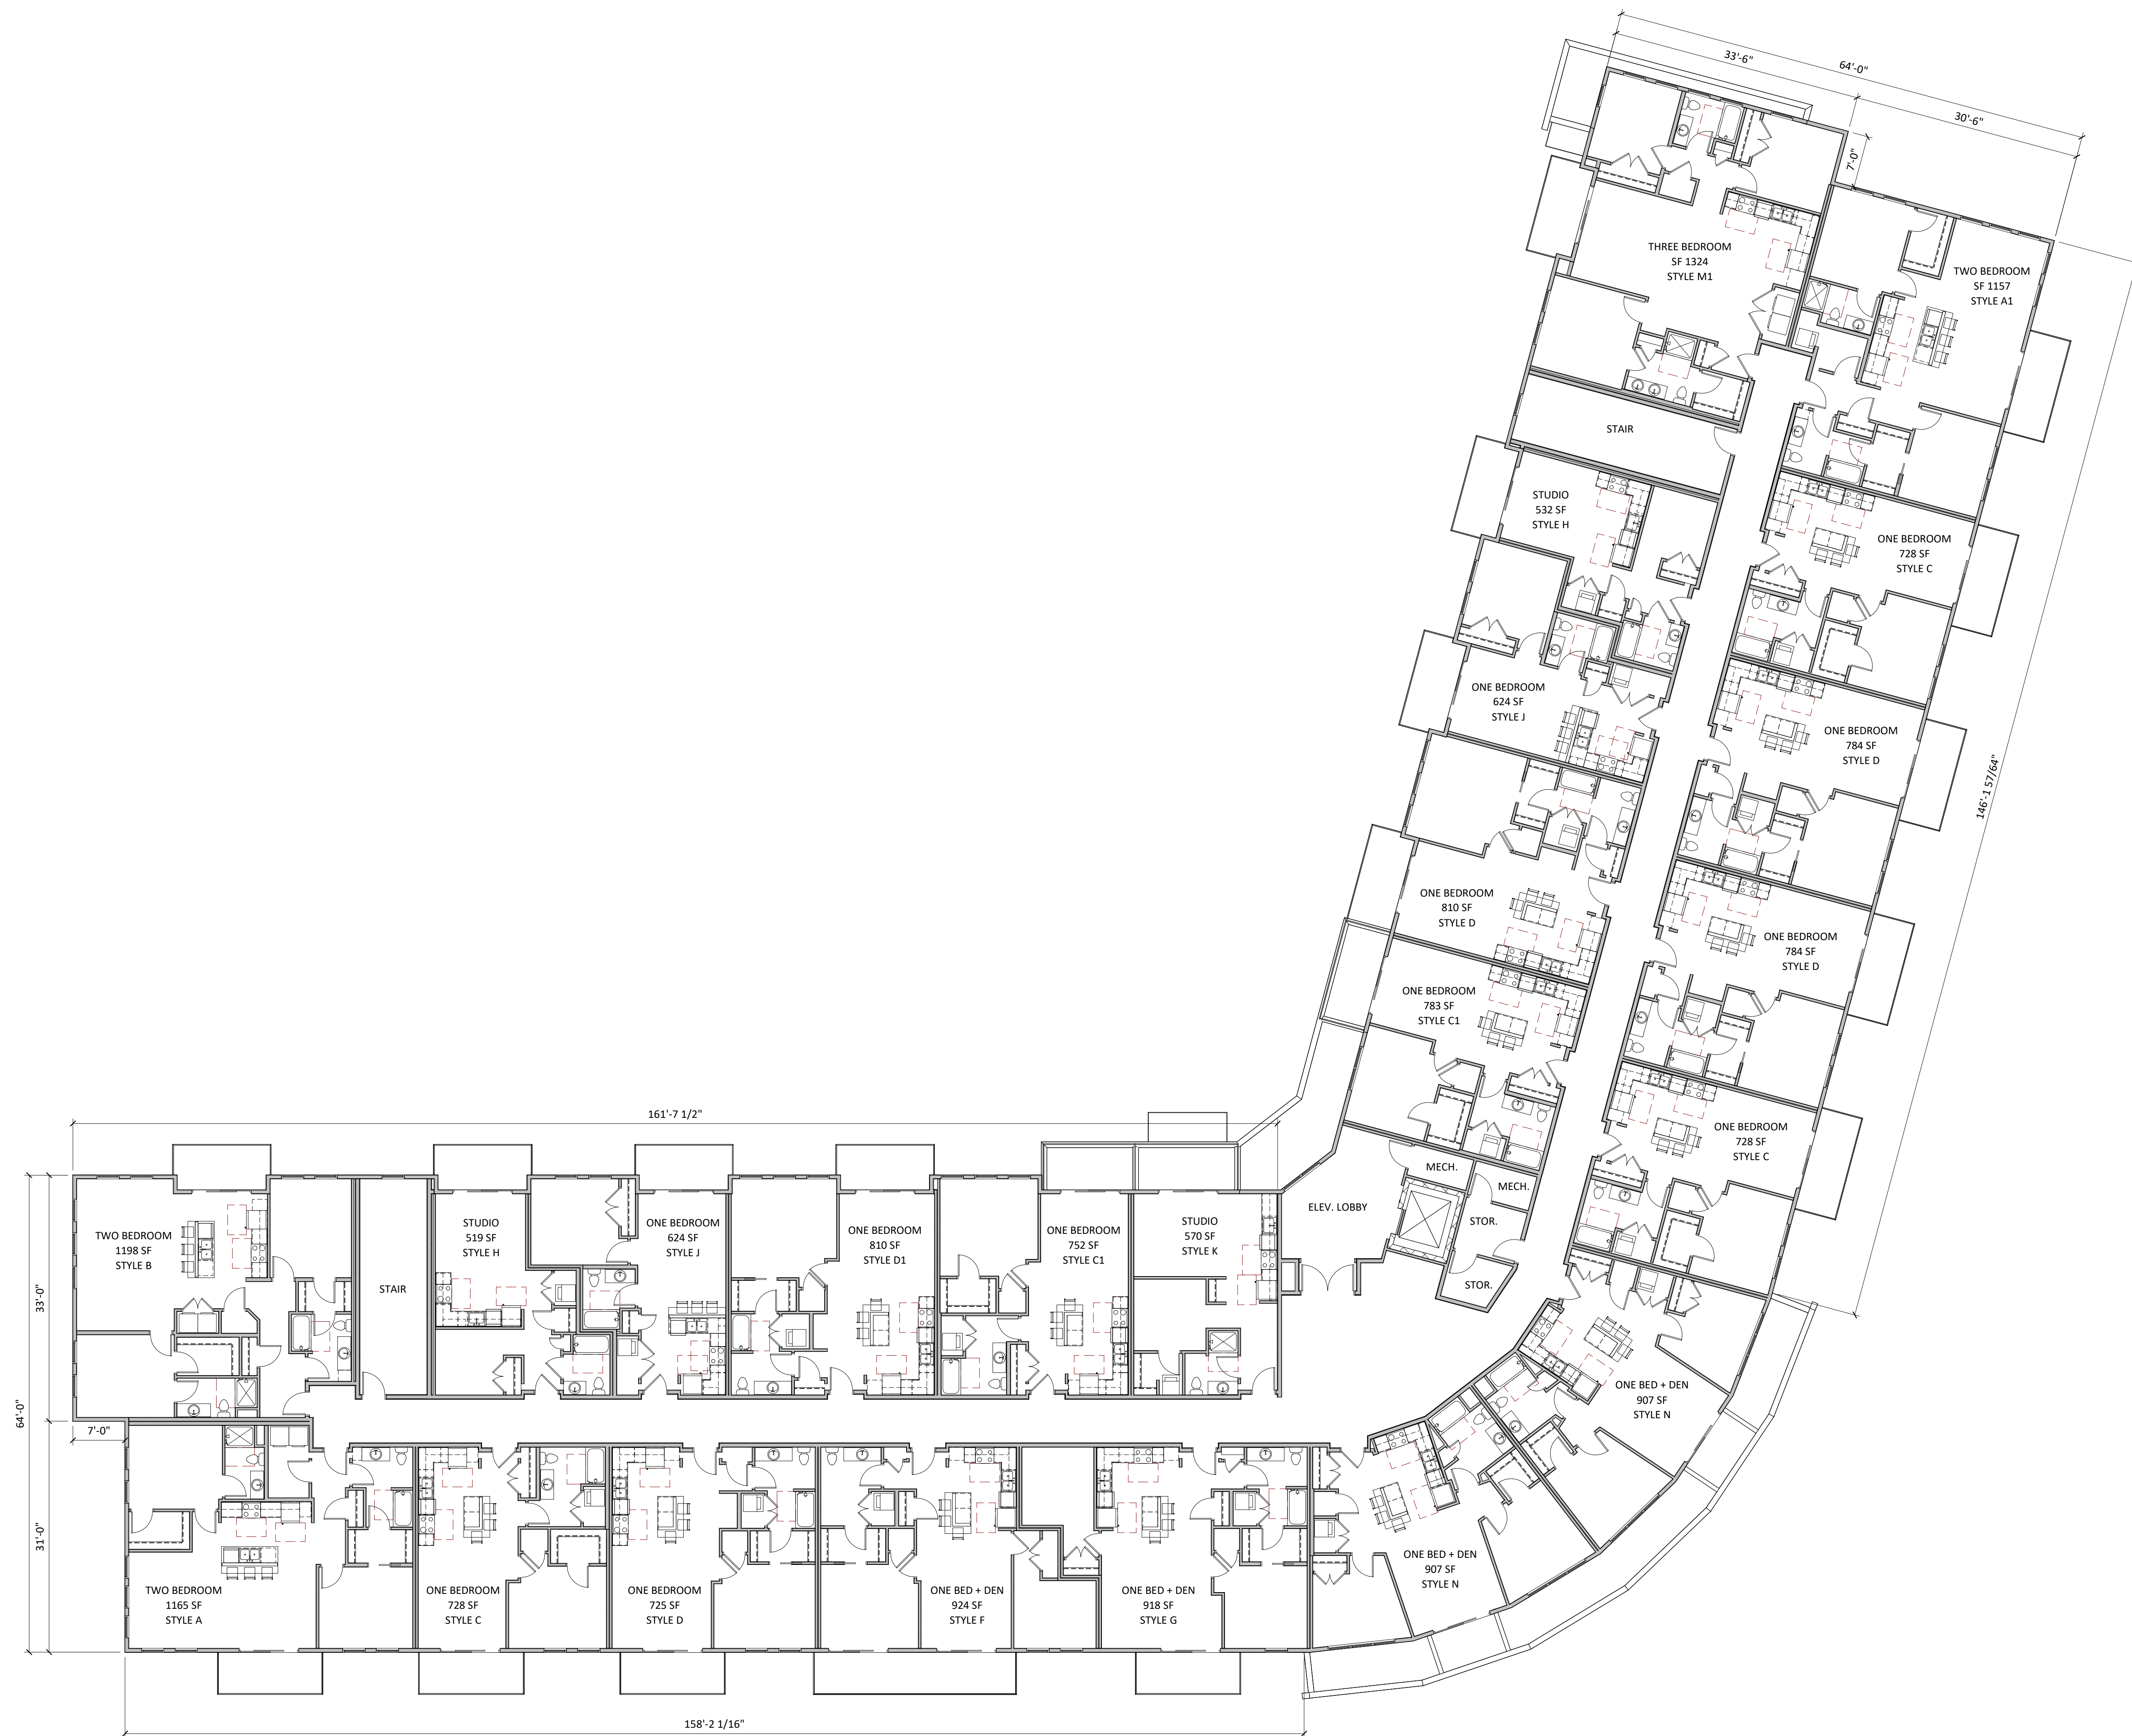 33'-6"
64'-0"
30'-6"
7'-0"
THREE BEDROOM
SF 1324
STYLE M1
TWO BEDROOM
SF 1157
STYLE A1
STAIR
STUDIO
532 SF
STYLE H
ONE BEDROOM
728 SF
STYLE C
ONE BEDROOM
624 SF
STYLE J
ONE BEDROOM
784 SF
STYLE D
146'-1 57/64"
ONE BEDROOM
810 SF
STYLE D
ONE BEDROOM
784 SF
STYLE D
ONE BEDROOM
783 SF
STYLE C1
ONE BEDROOM
728 SF
STYLE C
161'-7 1/2"
MECH.
MECH.
ELEV. LOBBY
STOR.
STOR.
TWO BEDROOM
1198 SF
STYLE B
STAIR
STUDIO
519 SF
STYLE H
ONE BEDROOM
624 SF
STYLE J
ONE BEDROOM
810 SF
STYLE D1
ONE BEDROOM
752 SF
STYLE C1
STUDIO
570 SF
STYLE K
33'-0"
64'-0"
7'-0"
31'-0"
ONE BED + DEN
907 SF
STYLE N
ONE BED + DEN
907 SF
STYLE N
TWO BEDROOM
1165 SF
STYLE A
ONE BEDROOM
728 SF
STYLE C
ONE BEDROOM
725 SF
STYLE D
ONE BED + DEN
924 SF
STYLE F
ONE BED + DEN
918 SF
STYLE G
158'-2 1/16"